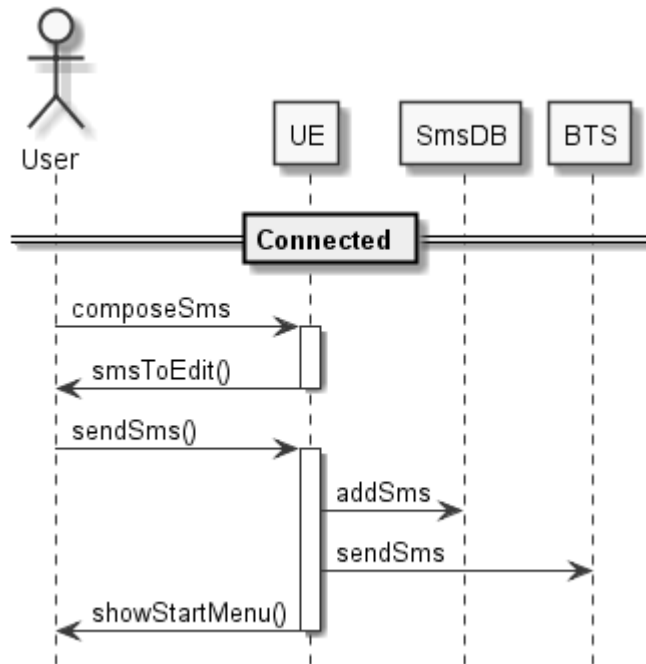 User
UE
SmsDB
BTS
Connected
composeSms
smsToEdit()
sendSms()
addSms
sendSms
showStartMenu()